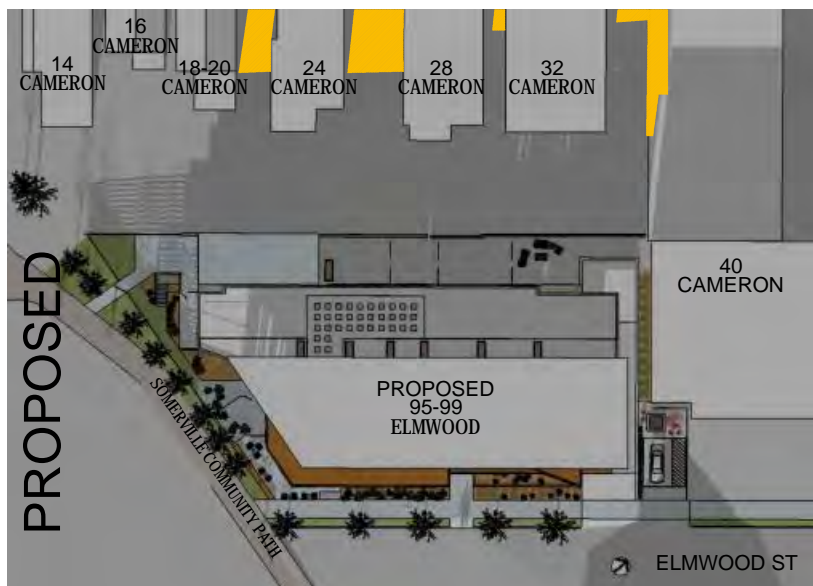 16
CAMERON
14
CAMERON
18-20
CAMERON
24
CAMERON
28
CAMERON
32
CAMERON
40
CAMERON
PROPOSED
PROPOSED
95-99
ELMWOOD
SOMERVILLE COMMUNITY PATH
ELMWOOD ST